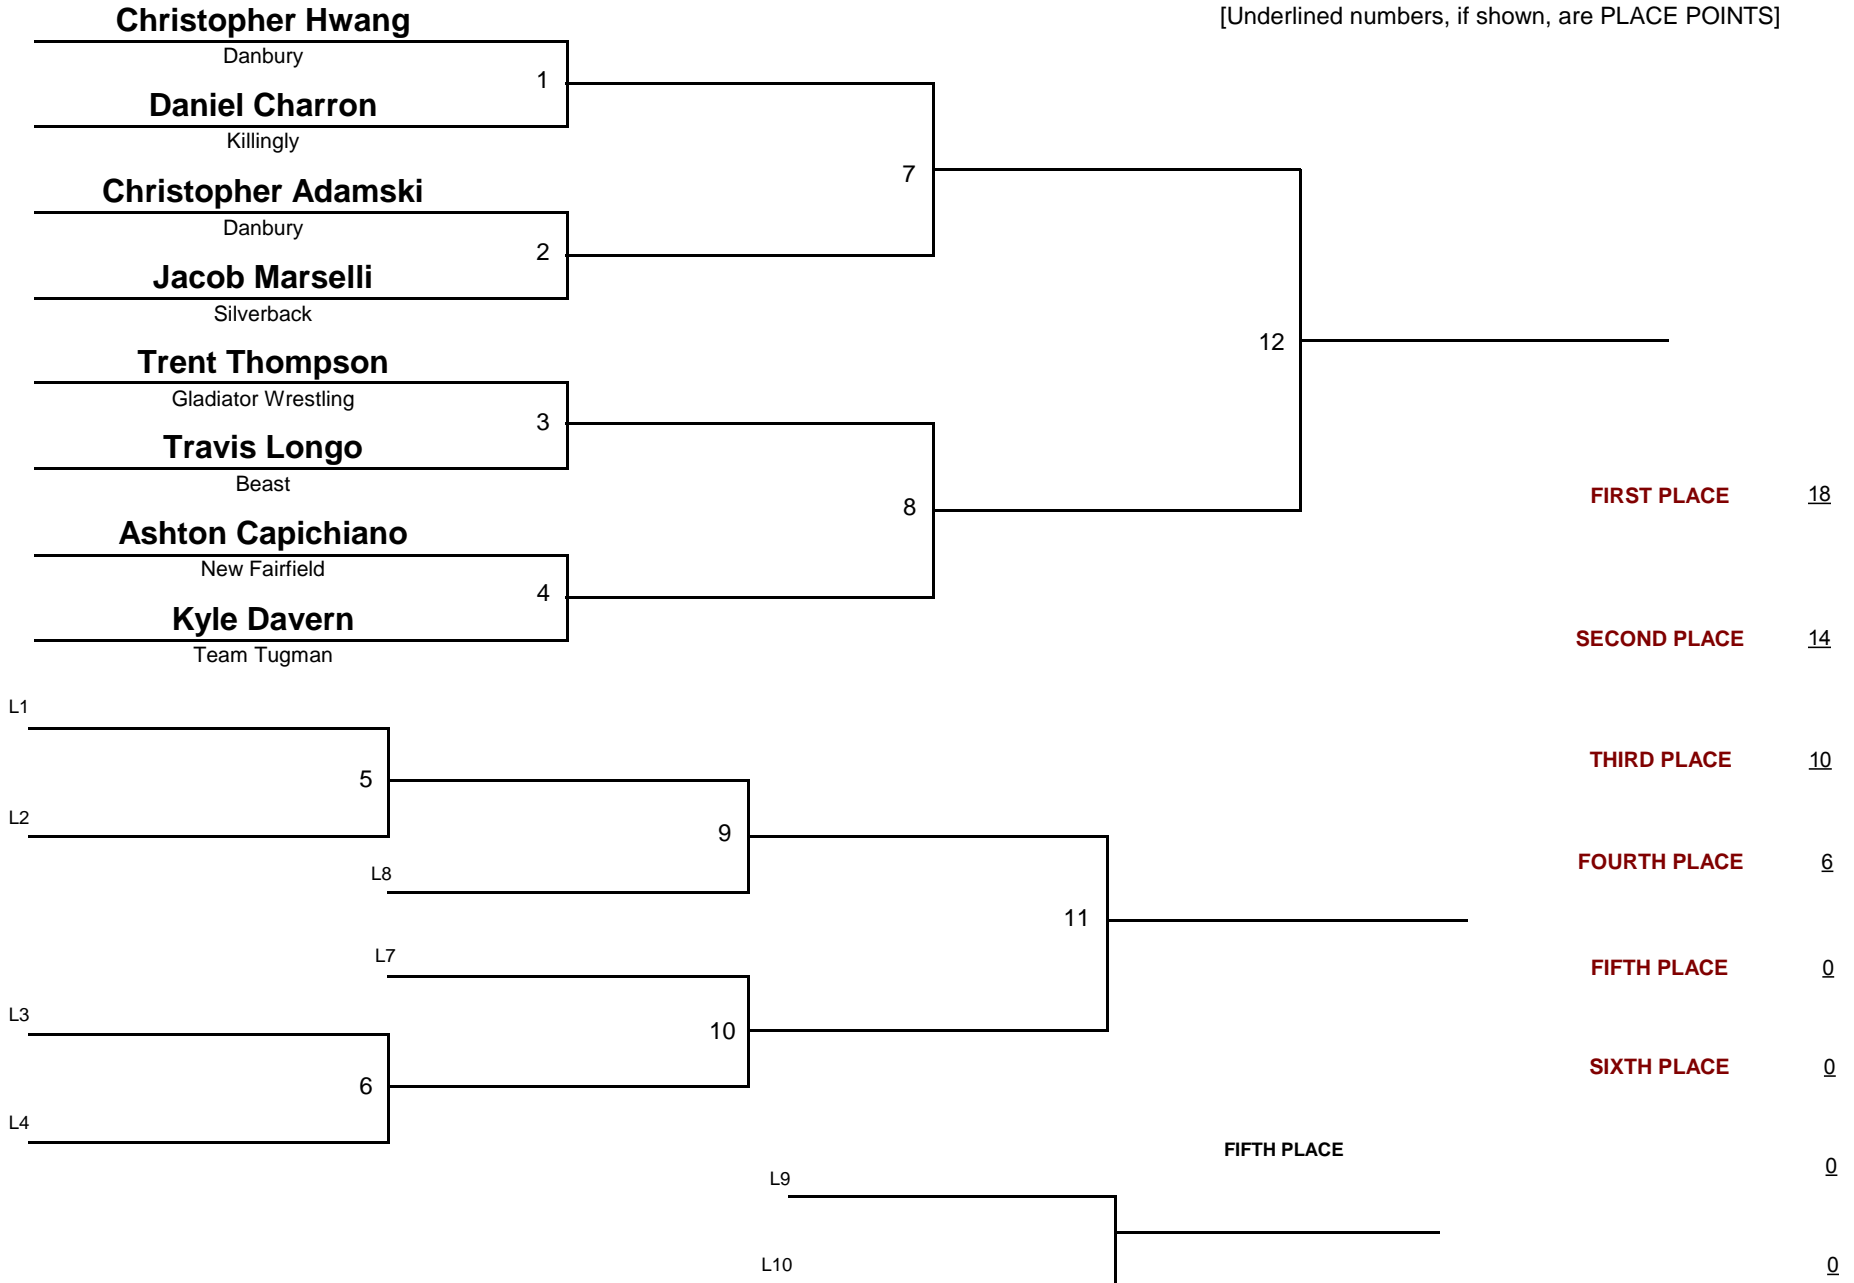 Christopher Hwang
[Underlined numbers, if shown, are PLACE POINTS]
Danbury
1
Daniel Charron
Killingly
7
Christopher Adamski
Danbury
2
Jacob Marselli
Silverback
12
Trent Thompson
Gladiator Wrestling
3
Travis Longo
Beast
FIRST PLACE 18
8
Ashton Capichiano
New Fairfield
4
Kyle Davern
Team Tugman
SECOND PLACE 14
L1
5
THIRD PLACE 10
L2
9
L8
FOURTH PLACE 6
11
L7
FIFTH PLACE 0
L3
10
6
SIXTH PLACE 0
L4
FIFTH PLACE
0
L9
L10
0